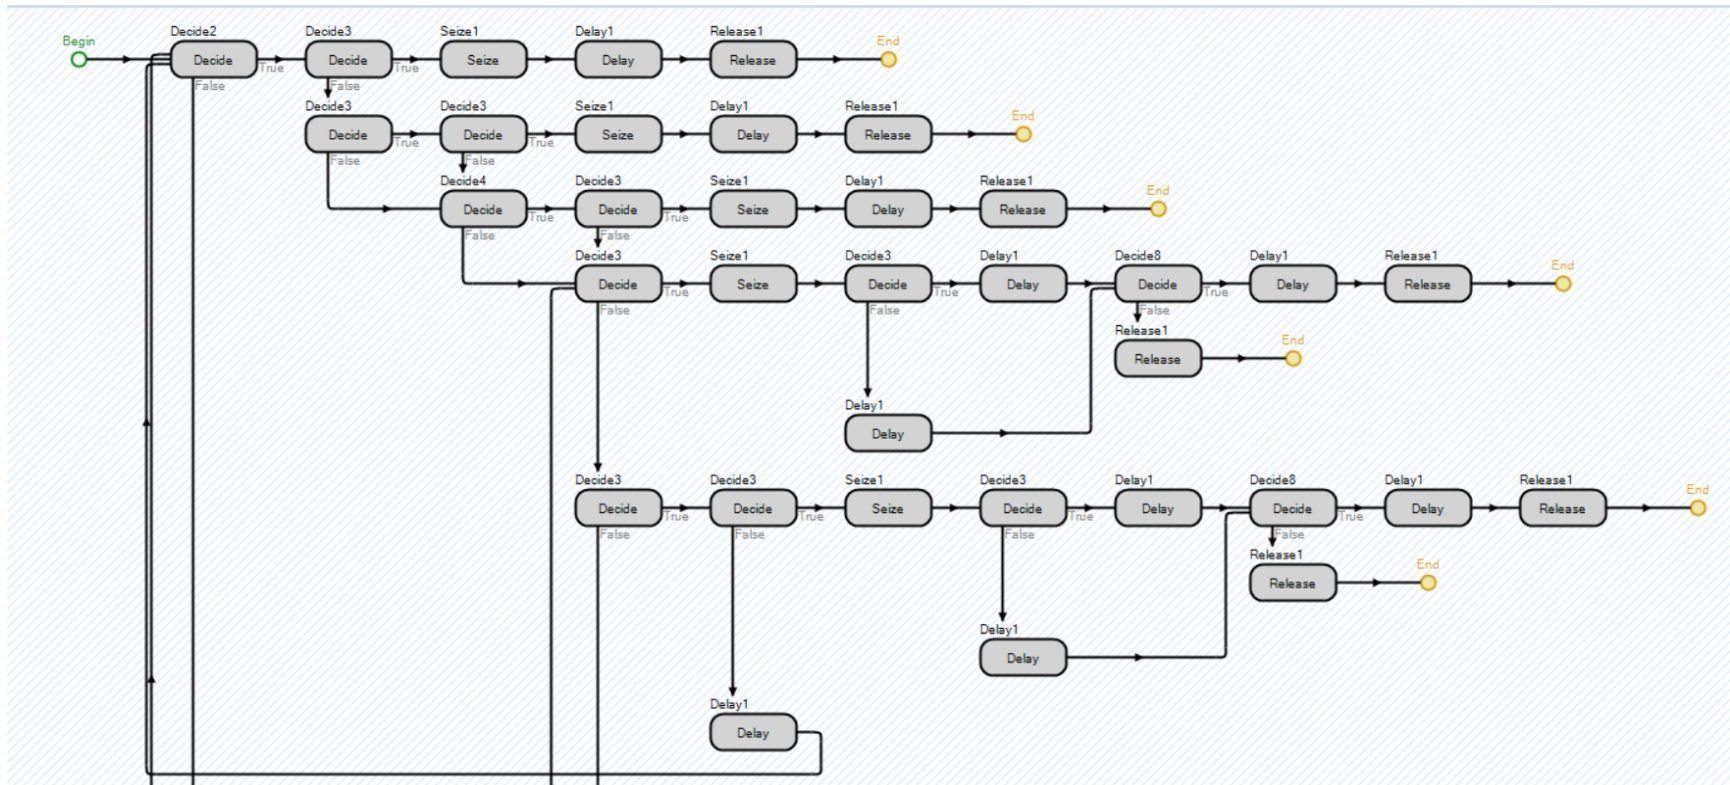 Begin
Decide2 Decide3 Seize1 Delay1 Release1 End
Decide Decide Seize Delay Release
True True
False False
Decide3 Decide3 Seize1 Delay1 Release1 End
Decide Decide Seize Delay Release
True True
False False
Decide4 Decide3 Seize1 Delay1 Release1 End
Decide Decide Seize Delay Release
True True
False False
Decide3 Seize1 Decide3 Delay1 Decide8 Delay1 Release1 End
Decide Seize Decide Delay Decide Delay Release
True True True
False False False
Release1 End
Release
Delay1
Delay
Decide3 Decide3 Seize1 Decide3 Delay1 Decide8 Delay1 Release1 End
Decide Decide Seize Decide Delay Decide Delay Release
True True True True
False False False False
Release1 End
Release
Delay1
Delay
Delay1
Delay